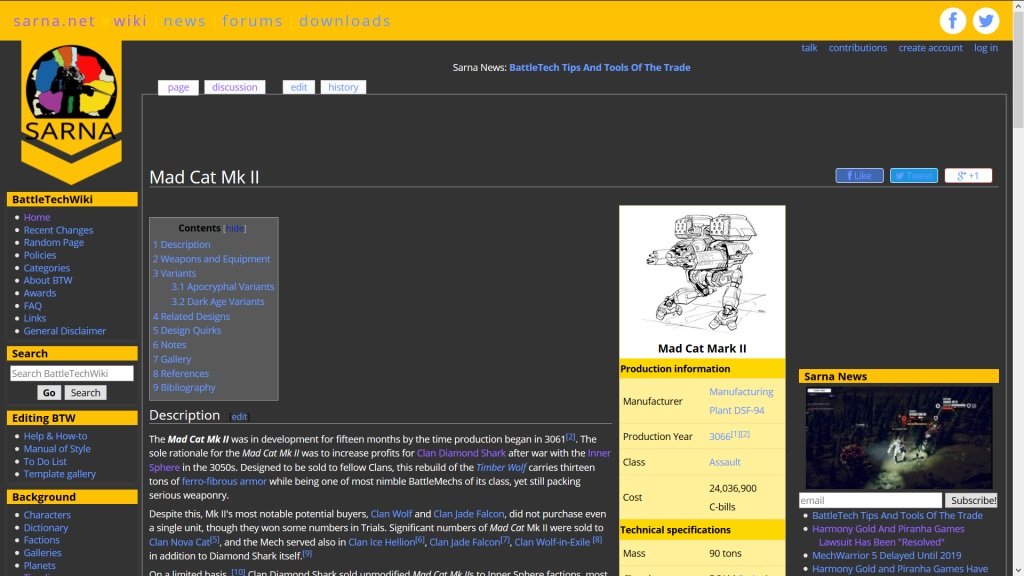 sarna.net » wiki | news | forums | downloads
talk contributions create account log in
Sarna News: BattleTech Tips And Tools Of The Trade
SARNA
page discussion edit history
Mad Cat Mk II
Like Tweet g+ +1
BattleTechWiki
Home
Recent Changes
Random Page
Policies
Categories
About BTW
Awards
FAQ
Links
General Disclaimer
Search
Search BattleTechWiki
Go Search
Editing BTW
Help & How-to
Manual of Style
To Do List
Template gallery
Background
Characters
Dictionary
Factions
Galleries
Planets
Contents [hide]
1 Description
2 Weapons and Equipment
3 Variants
3.1 Apocryphal Variants
3.2 Dark Age Variants
4 Related Designs
5 Design Quirks
6 Notes
7 Gallery
8 References
9 Bibliography
Description [edit]
The Mad Cat Mk II was in development for fifteen months by the time production began in 3061[2]. The
sole rationale for the Mad Cat Mk II was to increase profits for Clan Diamond Shark after war with the Inner
Sphere in the 3050s. Designed to be sold to fellow Clans, this rebuild of the Timber Wolf carries thirteen
tons of ferro-fibrous armor while being one of most nimble BattleMechs of its class, yet still packing
serious weaponry.
Despite this, Mk II's most notable potential buyers, Clan Wolf and Clan Jade Falcon, did not purchase even
a single unit, though they won some numbers in Trials. Significant numbers of Mad Cat Mk II were sold to
Clan Nova Cat[5], and the Mech served also in Clan Ice Hellion[6], Clan Jade Falcon[7], Clan Wolf-in-Exile [8]
in addition to Diamond Shark itself.[9]
On a limited basis, [10] Clan Diamond Shark sold unmodified Mad Cat Mk IIs to Inner Sphere factions, most
Mad Cat Mark II
Production information
Manufacturer Manufacturing
Plant DSF-94
Production Year 3066[1][2]
Class Assault
Cost 24,036,900
C-bills
Technical specifications
Mass 90 tons
Sarna News
email Subscribe!
BattleTech Tips And Tools Of The Trade
Harmony Gold And Piranha Games
Lawsuit Has Been "Resolved"
MechWarrior 5 Delayed Until 2019
Harmony Gold And Piranha Games Have